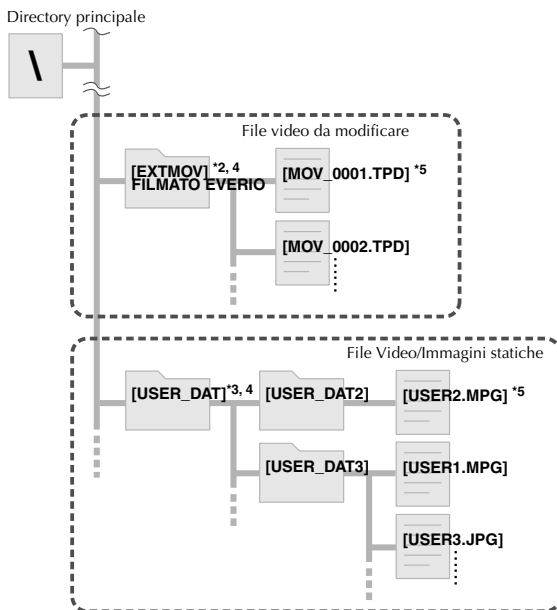 Directory principale
\
File video da modificare
[EXTMOV] *2, 4
FILMATO EVERIO
[MOV_0001.TPD] *5
[MOV_0002.TPD]
File Video/Immagini statiche
[USER_DAT]*3, 4
[USER_DAT2]
[USER2.MPG] *5
[USER_DAT3]
[USER1.MPG]
[USER3.JPG]